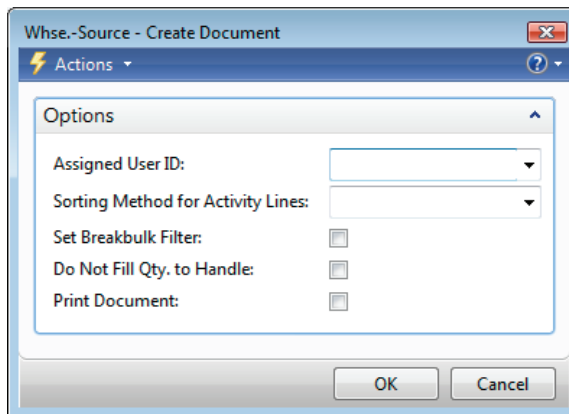 Whse.-Source - Create Document
Actions
?
Options
Assigned User ID:
Sorting Method for Activity Lines:
Set Breakbulk Filter:
Do Not Fill Qty. to Handle:
Print Document:
OK Cancel